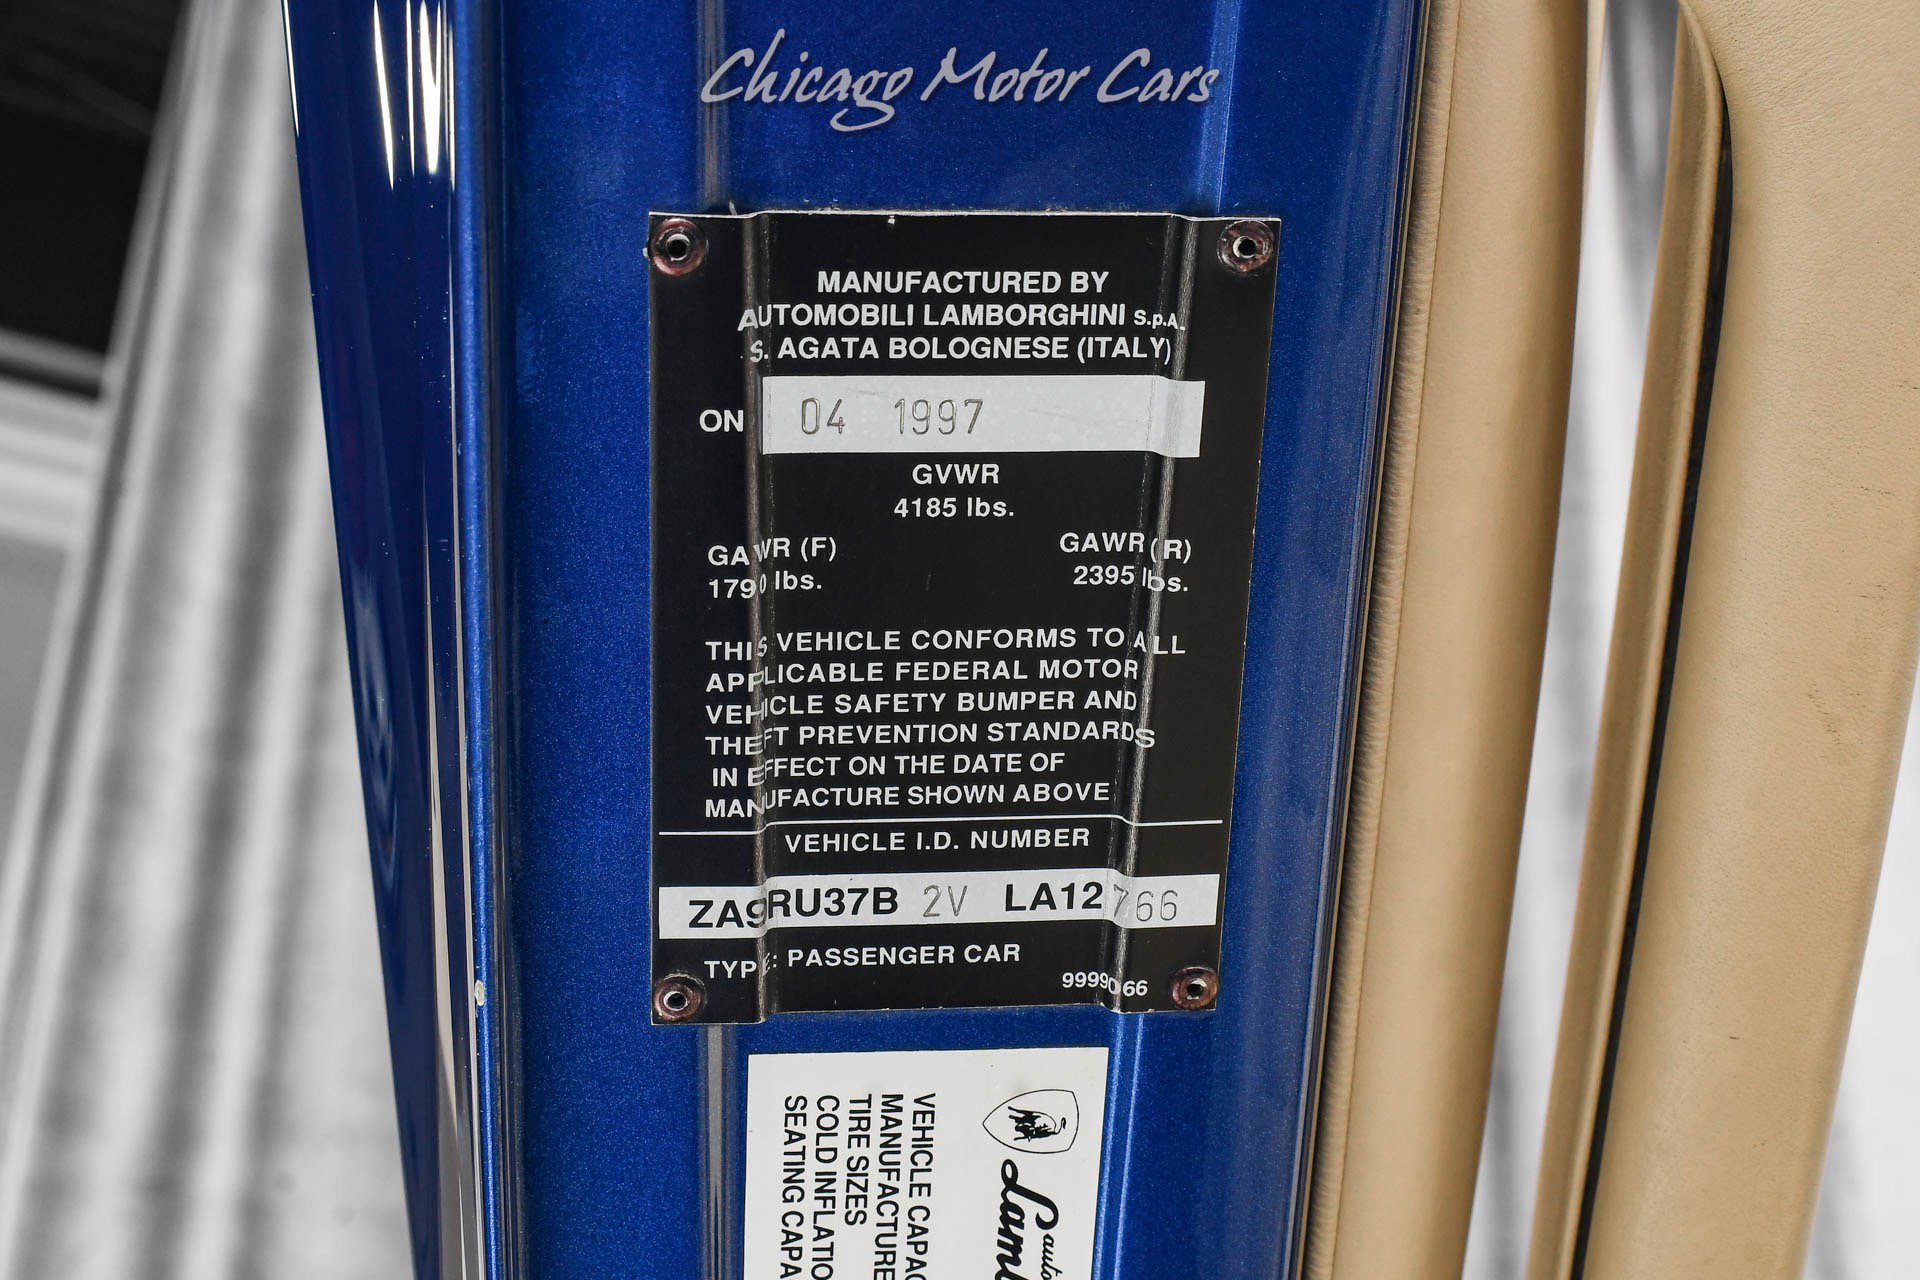 Chicago Motor Cars
MANUFACTURED BY
AUTOMOBILI LAMBORGHINI S.p.A.
S. AGATA BOLOGNESE (ITALY)
ON 04 1997
GVWR
4185 lbs.
GAWR (F) GAWR (R)
1790 lbs. 2395 lbs.
THIS VEHICLE CONFORMS TO ALL
APPLICABLE FEDERAL MOTOR
VEHICLE SAFETY BUMPER AND
THEFT PREVENTION STANDARDS
IN EFFECT ON THE DATE OF
MANUFACTURE SHOWN ABOVE
VEHICLE I.D. NUMBER
ZA9RU37B 2V LA12766
TYPE: PASSENGER CAR
99990066
auto
Lam
VEHICLE CAPAC
MANUFACTURE
TIRE SIZES
COLD INFLATIO
SEATING CAPA